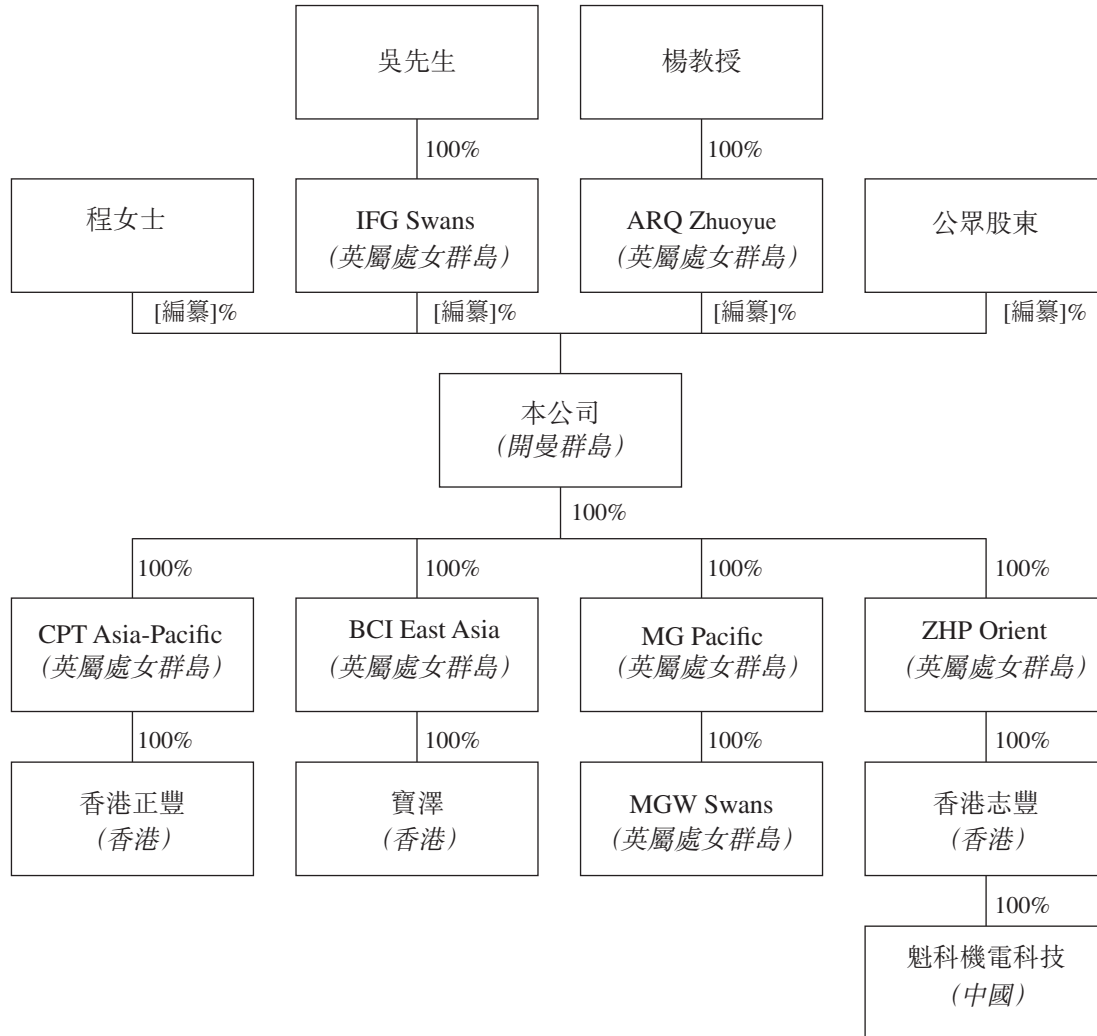 吳先生
楊教授
100%
100%
程女士
IFG Swans
(英屬處女群島)
ARQ Zhuoyue
(英屬處女群島)
公眾股東
[編纂]%
[編纂]%
[編纂]%
[編纂]%
本公司
(開曼群島)
100%
100%
100%
100%
100%
CPT Asia-Pacific
(英屬處女群島)
BCI East Asia
(英屬處女群島)
MG Pacific
(英屬處女群島)
ZHP Orient
(英屬處女群島)
100%
100%
100%
100%
香港正豐
(香港)
寶澤
(香港)
MGW Swans
(英屬處女群島)
香港志豐
(香港)
100%
魁科機電科技
(中國)